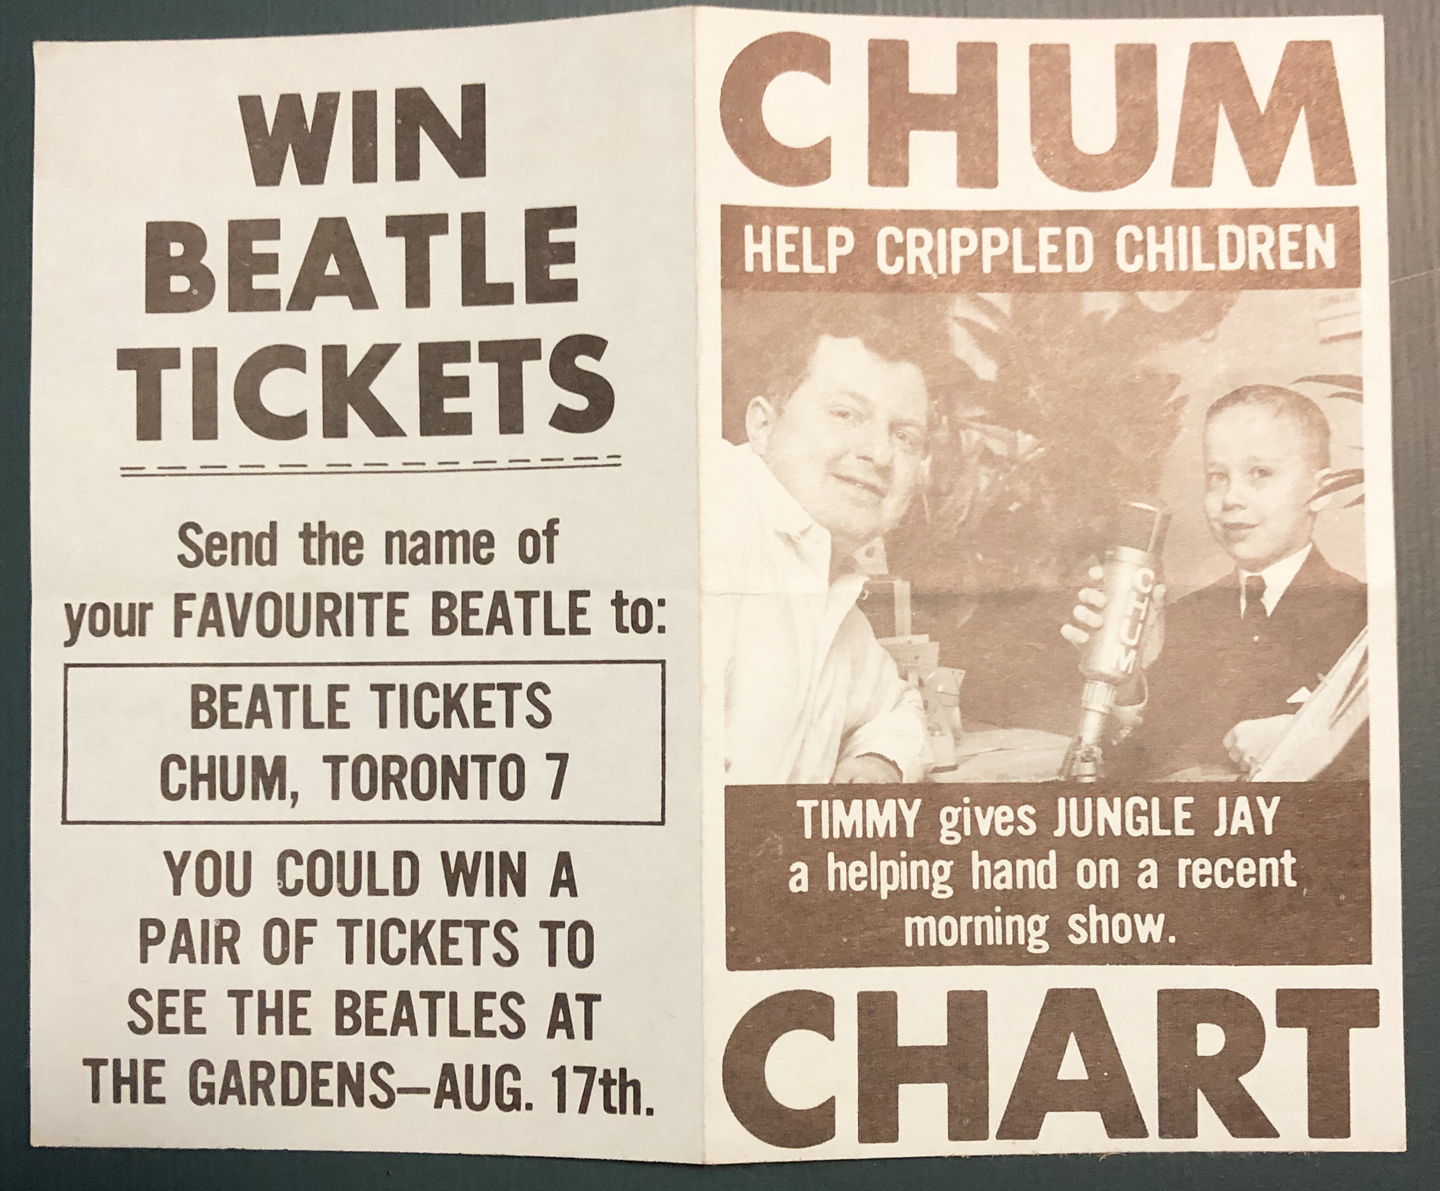 WIN
BEATLE
TICKETS
Send the name of
your FAVOURITE BEATLE to:
BEATLE TICKETS
CHUM, TORONTO 7
YOU COULD WIN A
PAIR OF TICKETS TO
SEE THE BEATLES AT
THE GARDENS—AUG. 17th.
CHUM
HELP CRIPPLED CHILDREN
CHUM
TIMMY gives JUNGLE JAY
a helping hand on a recent
morning show.
CHART